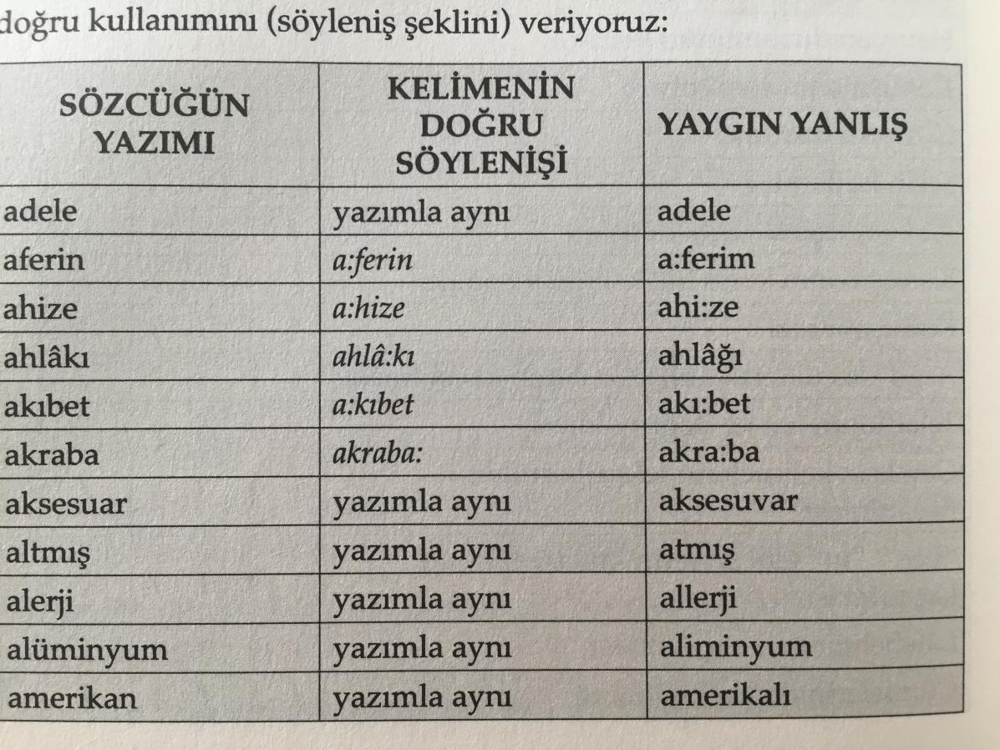 doğru kullanımını (söyleniş şeklini) veriyoruz:
SÖZCÜĞÜN YAZIMI | KELİMENİN DOĞRU SÖYLENİŞİ | YAYGIN YANLIŞ
adele | yazımla aynı | adele
aferin | a:ferin | a:ferim
ahize | a:hize | ahi:ze
ahlâkı | ahlâ:kı | ahlâğı
akıbet | a:kıbet | akı:bet
akraba | akraba: | akra:ba
aksesuar | yazımla aynı | aksesuvar
altmış | yazımla aynı | atmış
alerji | yazımla aynı | allerji
alüminyum | yazımla aynı | aliminyum
amerikan | yazımla aynı | amerikalı